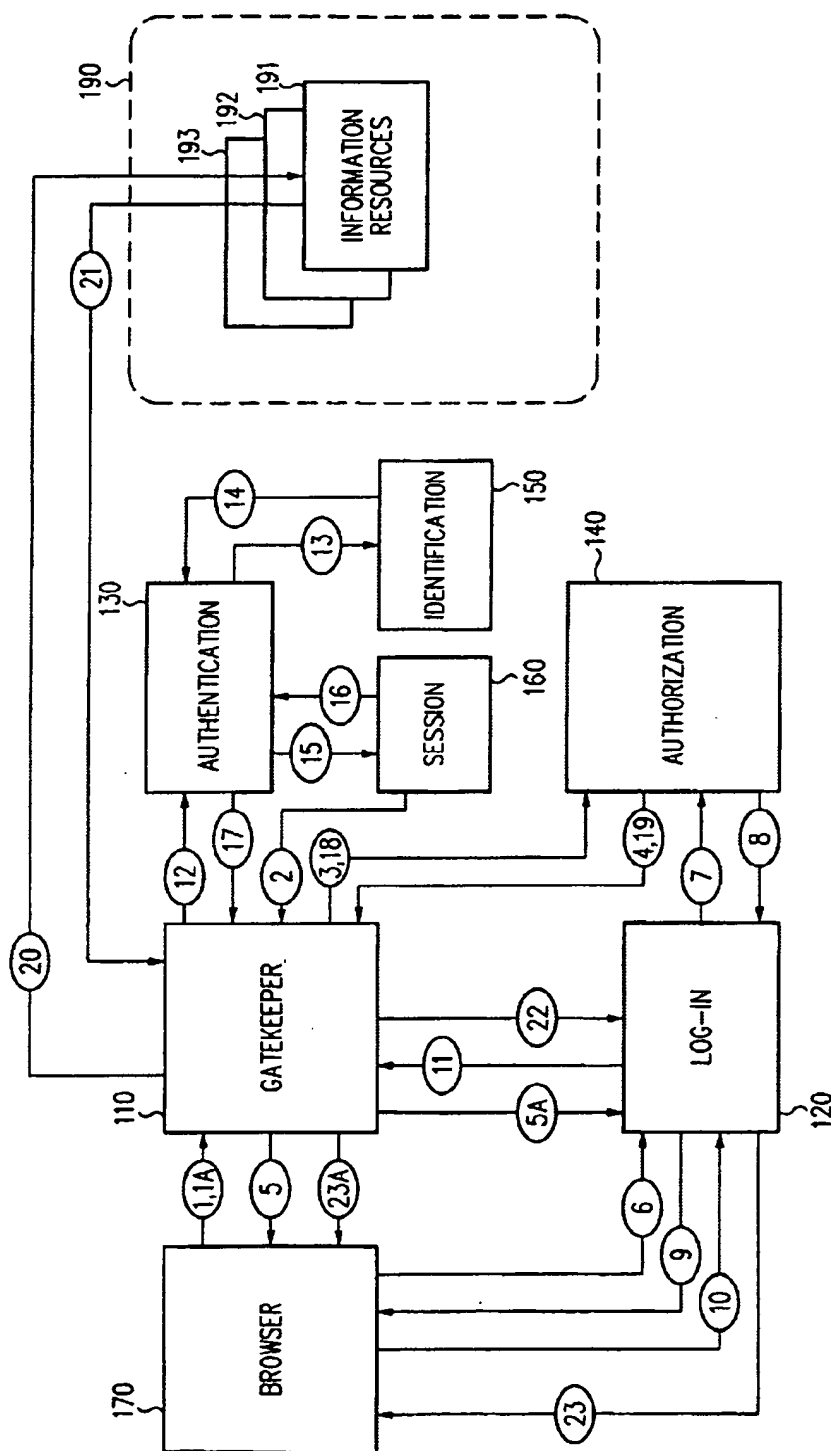 20
21
190
193
192
191
INFORMATION
RESOURCES
130
AUTHENTICATION
14
13
IDENTIFICATION
150
15
16
SESSION
160
12
17
2
3,18
4,19
140
AUTHORIZATION
7
8
110
GATEKEEPER
22
11
5A
LOG-IN
120
1,1A
5
23A
170
BROWSER
6
9
10
23